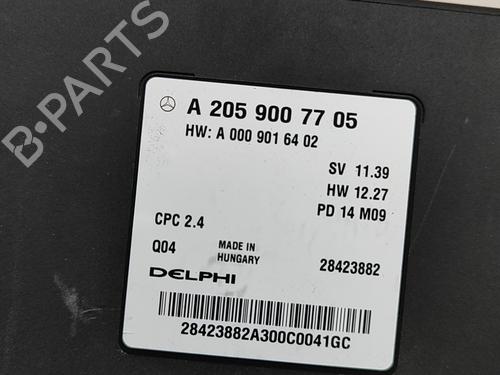 A 205 900 77 05
HW: A 000 901 64 02
SV 11.39
HW 12.27
PD 14 M09
CPC 2.4
Q04
MADE IN
HUNGARY
28423882
DELPHI
28423882A300C0041GC
B-PARTS